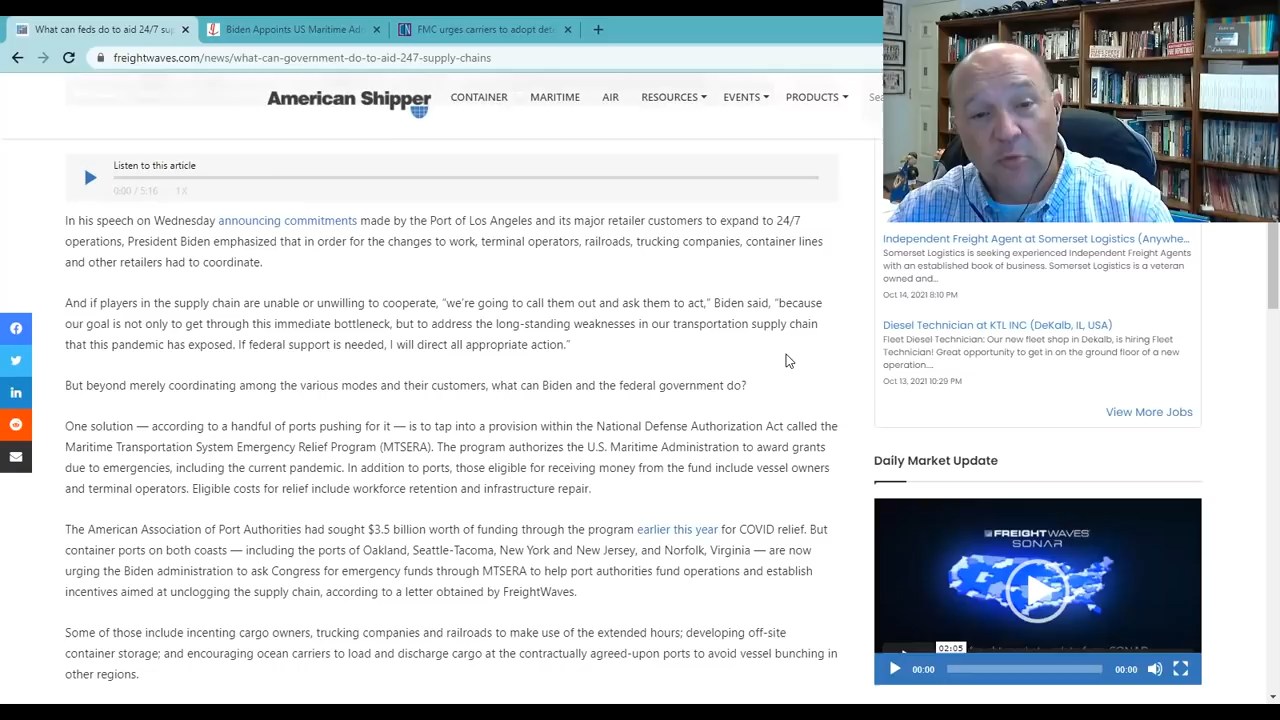 What can feds do to aid 24/7 sup
Biden Appoints US Maritime Ad
FMC urges carriers to adopt det
freightwaves.com/news/what-can-government-do-to-aid-247-supply-chains
American Shipper
CONTAINER MARITIME AIR RESOURCES EVENTS PRODUCTS Sea
Listen to this article
0:00 / 5:16 1X
In his speech on Wednesday announcing commitments made by the Port of Los Angeles and its major retailer customers to expand to 24/7
operations, President Biden emphasized that in order for the changes to work, terminal operators, railroads, trucking companies, container lines
and other retailers had to coordinate.
And if players in the supply chain are unable or unwilling to cooperate, “we’re going to call them out and ask them to act,” Biden said, “because
our goal is not only to get through this immediate bottleneck, but to address the long-standing weaknesses in our transportation supply chain
that this pandemic has exposed. If federal support is needed, I will direct all appropriate action.”
But beyond merely coordinating among the various modes and their customers, what can Biden and the federal government do?
One solution — according to a handful of ports pushing for it — is to tap into a provision within the National Defense Authorization Act called the
Maritime Transportation System Emergency Relief Program (MTSERA). The program authorizes the U.S. Maritime Administration to award grants
due to emergencies, including the current pandemic. In addition to ports, those eligible for receiving money from the fund include vessel owners
and terminal operators. Eligible costs for relief include workforce retention and infrastructure repair.
The American Association of Port Authorities had sought $3.5 billion worth of funding through the program earlier this year for COVID relief. But
container ports on both coasts — including the ports of Oakland, Seattle-Tacoma, New York and New Jersey, and Norfolk, Virginia — are now
urging the Biden administration to ask Congress for emergency funds through MTSERA to help port authorities fund operations and establish
incentives aimed at unclogging the supply chain, according to a letter obtained by FreightWaves.
Some of those include incenting cargo owners, trucking companies and railroads to make use of the extended hours; developing off-site
container storage; and encouraging ocean carriers to load and discharge cargo at the contractually agreed-upon ports to avoid vessel bunching in
other regions.
Independent Freight Agent at Somerset Logistics (Anywhe...
Somerset Logistics is seeking experienced Independent Freight Agents
with an established book of business. Somerset Logistics is a veteran
owned and...
Oct 14, 2021 8:10 PM
Diesel Technician at KTL INC (DeKalb, IL, USA)
Fleet Diesel Technician: Our new fleet shop in Dekalb, is hiring Fleet
Technician! Great opportunity to get in on the ground floor of a new
operation....
Oct 13, 2021 10:29 PM
View More Jobs
Daily Market Update
FREIGHTWAVES
SONAR
02:05
00:00 00:00